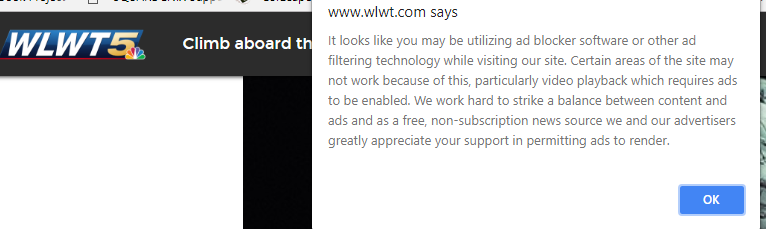 www.wlwt.com says
It looks like you may be utilizing ad blocker software or other ad
filtering technology while visiting our site. Certain areas of the site may
not work because of this, particularly video playback which requires ads
to be enabled. We work hard to strike a balance between content and
ads and as a free, non-subscription news source we and our advertisers
greatly appreciate your support in permitting ads to render.
OK
WLWT5
Climb aboard th